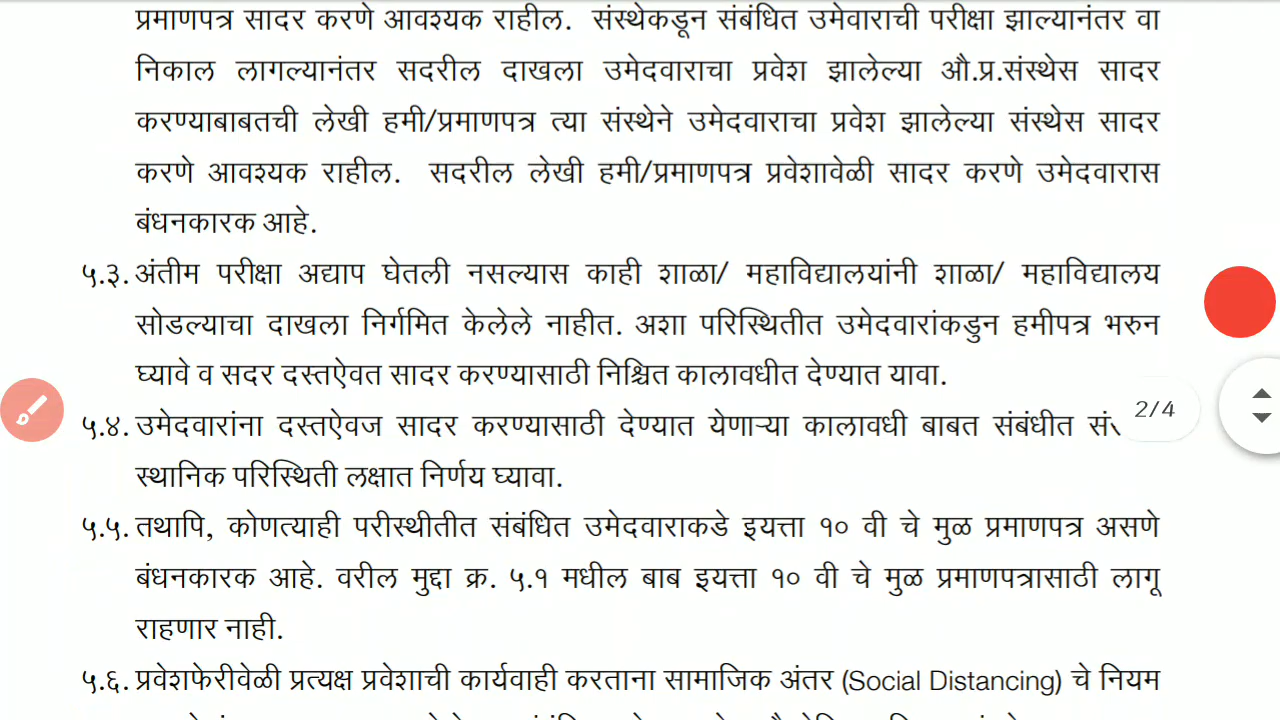 प्रमाणपत्र सादर करणे आवश्यक राहील. संस्थेकडून संबंधित उमेवाराची परीक्षा झाल्यानंतर वा
निकाल लागल्यानंतर सदरील दाखला उमेदवाराचा प्रवेश झालेल्या औ.प्र.संस्थेस सादर
करण्याबाबतची लेखी हमी/प्रमाणपत्र त्या संस्थेने उमेदवाराचा प्रवेश झालेल्या संस्थेस सादर
करणे आवश्यक राहील. सदरील लेखी हमी/प्रमाणपत्र प्रवेशावेळी सादर करणे उमेदवारास
बंधनकारक आहे.
५.३. अंतीम परीक्षा अद्याप घेतली नसल्यास काही शाळा/ महाविद्यालयांनी शाळा/ महाविद्यालय
सोडल्याचा दाखला निर्गमित केलेले नाहीत. अशा परिस्थितीत उमेदवारांकडुन हमीपत्र भरुन
घ्यावे व सदर दस्तऐवत सादर करण्यासाठी निश्चित कालावधीत देण्यात यावा.
2/4
५.४. उमेदवारांना दस्तऐवज सादर करण्यासाठी देण्यात येणाऱ्या कालावधी बाबत संबंधीत
स्थानिक परिस्थिती लक्षात निर्णय घ्यावा.
५.५. तथापि, कोणत्याही परीस्थीतीत संबंधित उमेदवाराकडे इयत्ता १० वी चे मुळ प्रमाणपत्र असणे
बंधनकारक आहे. वरील मुद्दा क्र. ५.१ मधील बाब इयत्ता १० वी चे मुळ प्रमाणपत्रासाठी लागू
राहणार नाही.
५.६. प्रवेशफेरीवेळी प्रत्यक्ष प्रवेशाची कार्यवाही करताना सामाजिक अंतर (Social Distancing) चे नियम